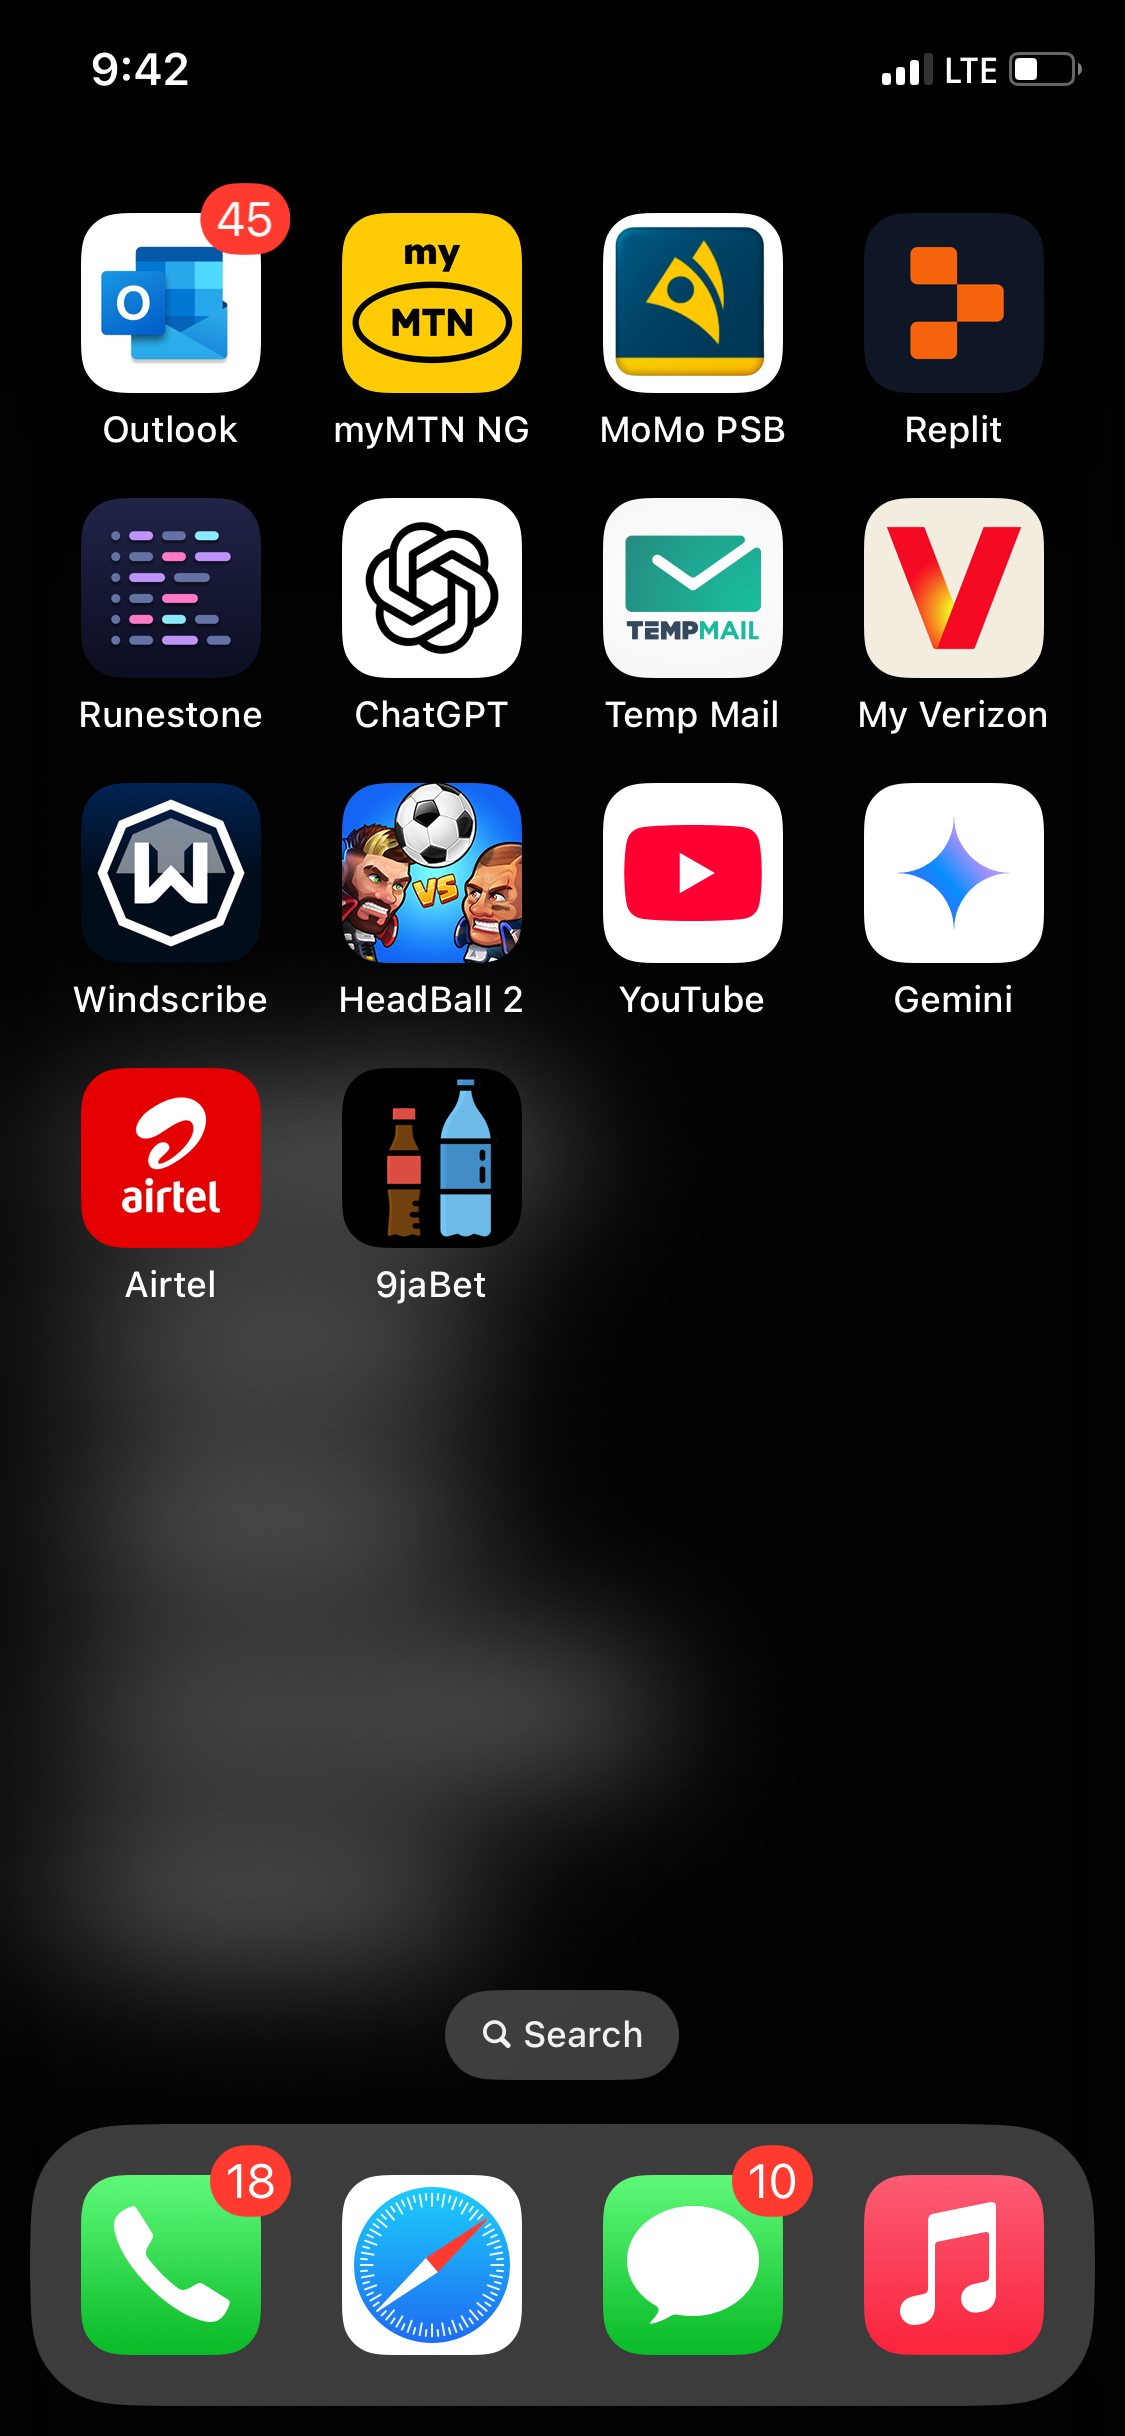 9:42 LTE
45
O
my
MTN
Outlook myMTN NG MoMo PSB Replit
TEMPMAIL
Runestone ChatGPT Temp Mail My Verizon
W
VS
Windscribe HeadBall 2 YouTube Gemini
airtel
Airtel 9jaBet
Search
18 10